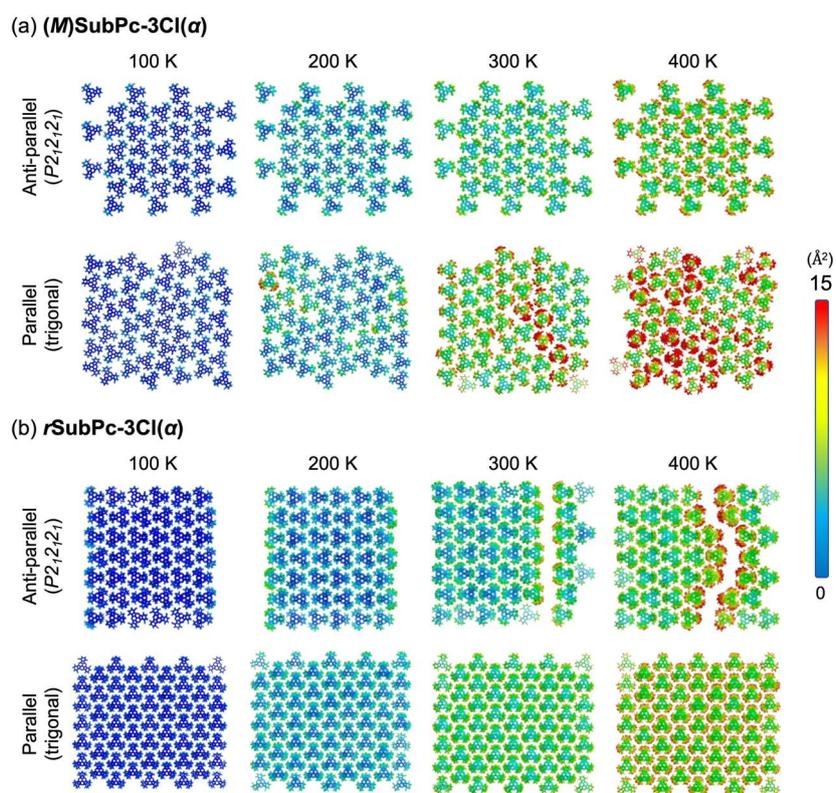 (a) (M)SubPc-3Cl(α)
100 K 200 K 300 K 400 K
Anti-parallel
(P2₁2₁2₁)
Parallel
(trigonal)
(Å²)
15
0
(b) rSubPc-3Cl(α)
100 K 200 K 300 K 400 K
Anti-parallel
(P2₁2₁2₁)
Parallel
(trigonal)